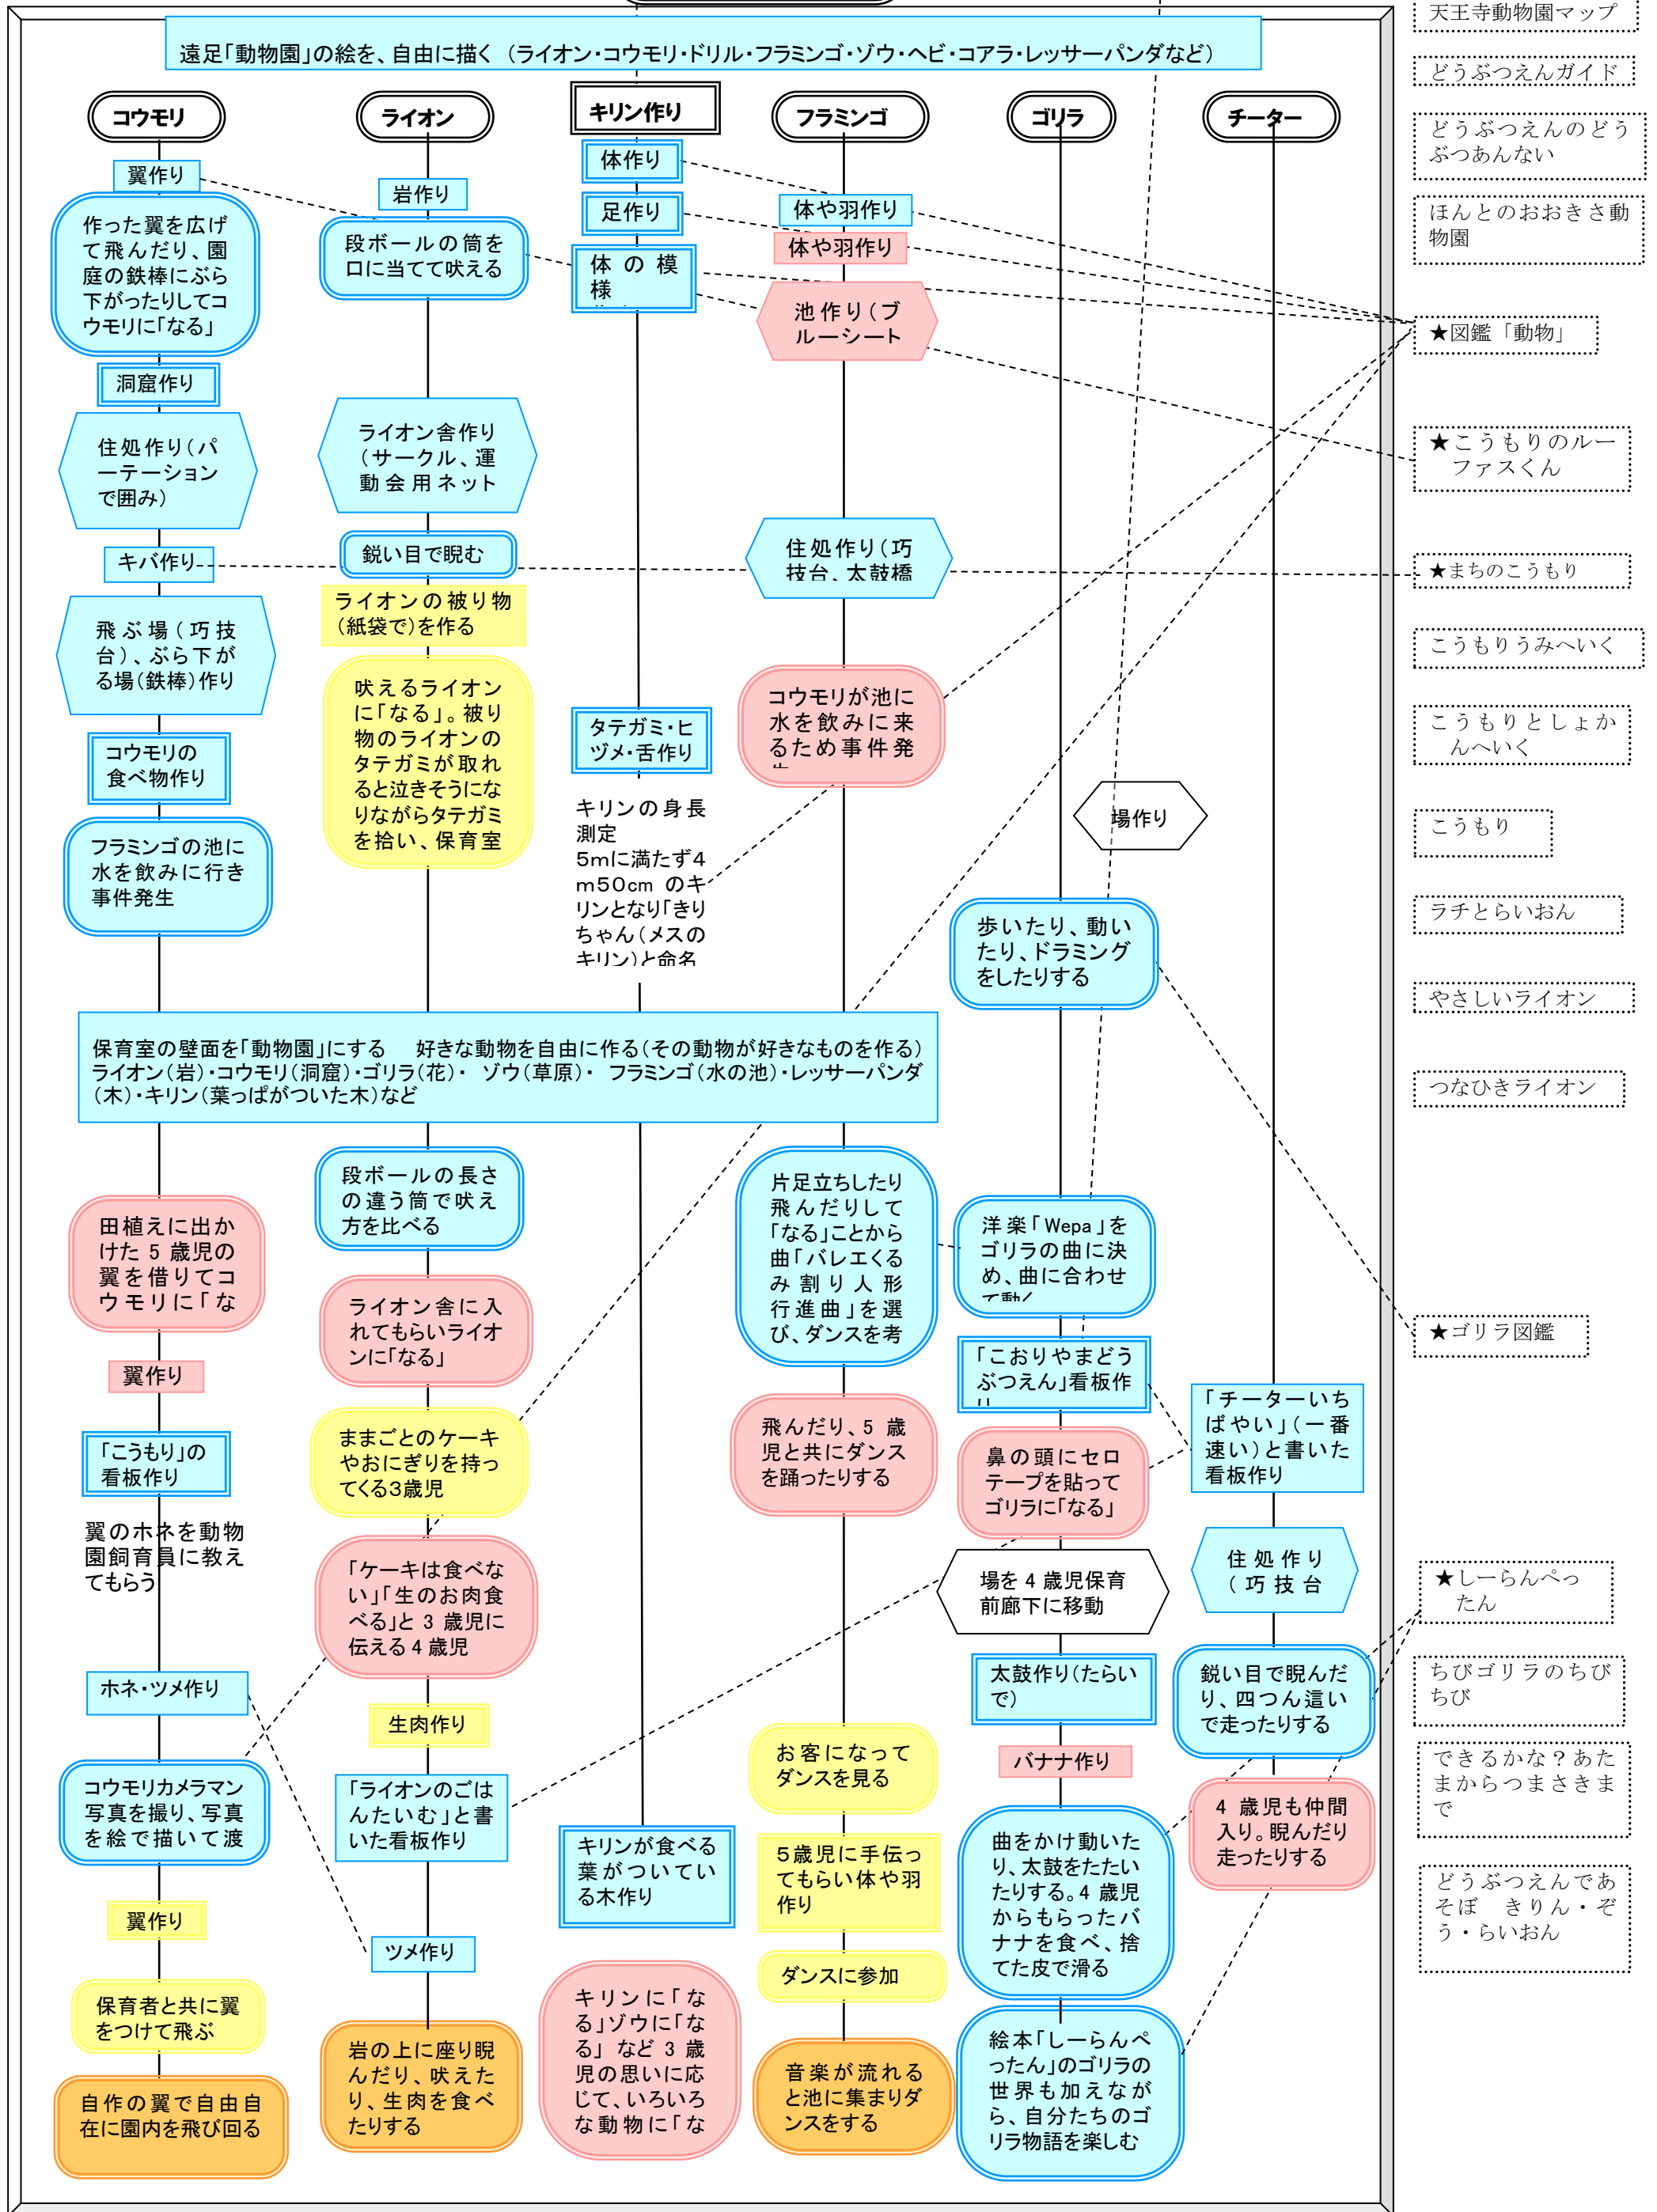 遠足「動物園」の絵を、自由に描く （ライオン・コウモリ・ドリル・フラミンゴ・ゾウ・ヘビ・コアラ・レッサーパンダなど）
コウモリ
翼作り
作った翼を広げ
て飛んだり、園
庭の鉄棒にぶら
下がったりしてコ
ウモリに「なる」
洞窟作り
住処作り（パ
ーテーション
で囲み）
キバ作り
飛ぶ場（巧技
台）、ぶら下が
る場（鉄棒）作り
コウモリの
食べ物作り
フラミンゴの池に
水を飲みに行き
事件発生
ライオン
岩作り
段ボールの筒を
口に当てて吠える
ライオン舎作り
（サークル、運
動会用ネット
鋭い目で睨む
ライオンの被り物
（紙袋で）を作る
吠えるライオン
に「なる」。被り
物のライオンの
タテガミが取れ
ると泣きそうにな
りながらタテガミ
を拾い、保育室
キリン作り
体作り
足作り
体の模
様
タテガミ・ヒ
ヅメ・舌作り
キリンの身長
測定
5mに満たず4
m50cm のキ
リンとなり「きり
ちゃん（メスの
キリン）と命名
フラミンゴ
体や羽作り
体や羽作り
池作り（ブ
ルーシート
住処作り（巧
技台、太鼓橋
コウモリが池に
水を飲みに来
るため事件発
ゴリラ
場作り
歩いたり、動い
たり、ドラミング
をしたりする
チーター
保育室の壁面を「動物園」にする　好きな動物を自由に作る（その動物が好きなものを作る）
ライオン（岩）・コウモリ（洞窟）・ゴリラ（花）・ ゾウ（草原）・ フラミンゴ（水の池）・レッサーパンダ
（木）・キリン（葉っぱがついた木）など
田植えに出か
けた 5 歳児の
翼を借りてコ
ウモリに「な
翼作り
「こうもり」の
看板作り
翼のホネを動物
園飼育員に教え
てもらう
ホネ・ツメ作り
コウモリカメラマン
写真を撮り、写真
を絵で描いて渡
翼作り
保育者と共に翼
をつけて飛ぶ
自作の翼で自由自
在に園内を飛び回る
段ボールの長さ
の違う筒で吠え
方を比べる
ライオン舎に入
れてもらいライオ
ンに「なる」
ままごとのケーキ
やおにぎりを持っ
てくる3歳児
「ケーキは食べな
い」「生のお肉食
べる」と 3 歳児に
伝える 4 歳児
生肉作り
「ライオンのごは
んたいむ」と書
いた看板作り
ツメ作り
岩の上に座り睨
んだり、吠えた
り、生肉を食べ
たりする
キリンが食べる
葉がついてい
る木作り
キリンに「な
る」ゾウに「な
る」など 3 歳
児の思いに応
じて、いろいろ
な動物に「な
片足立ちしたり
飛んだりして
「なる」ことから
曲「バレエくる
み割り人形
行進曲」を選
び、ダンスを考
飛んだり、5 歳
児と共にダンス
を踊ったりする
お客になって
ダンスを見る
5歳児に手伝っ
てもらい体や羽
作り
ダンスに参加
音楽が流れる
と池に集まりダ
ンスをする
洋楽「Wepa」を
ゴリラの曲に決
め、曲に合わせ
て動く
「こおりやまどう
ぶつえん」看板作
鼻の頭にセロ
テープを貼って
ゴリラに「なる」
場を 4 歳児保育
前廊下に移動
太鼓作り（たらい
で）
バナナ作り
曲をかけ動いた
り、太鼓をたたい
たりする。4 歳児
からもらったバ
ナナを食べ、捨
てた皮で滑る
絵本「しーらんぺ
ったん」のゴリラの
世界も加えなが
ら、自分たちのゴ
リラ物語を楽しむ
「チーターいち
ばやい」（一番
速い）と書いた
看板作り
住処作り
（巧技台
鋭い目で睨んだ
り、四つん這い
で走ったりする
4 歳児も仲間
入り。睨んだり
走ったりする
天王寺動物園マップ
どうぶつえんガイド
どうぶつえんのどう
ぶつあんない
ほんとのおおきさ動
物園
★図鑑「動物」
★こうもりのルー
ファスくん
★まちのこうもり
こうもりうみへいく
こうもりとしょか
んへいく
こうもり
ラチとらいおん
やさしいライオン
つなひきライオン
★ゴリラ図鑑
★しーらんぺっ
たん
ちびゴリラのちび
ちび
できるかな？あた
まからつまさきま
で
どうぶつえんであ
そぼ　きりん・ぞ
う・らいおん